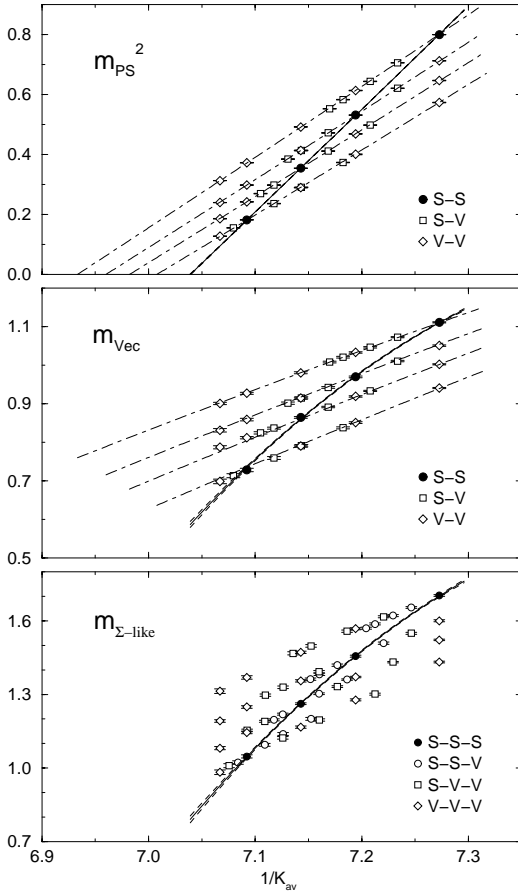 0.8
m_PS^2
0.6
0.4
S–S
S–V
0.2
V–V
0.0
m_Vec
1.1
0.9
S–S
0.7
S–V
V–V
0.5
m_Σ–like
1.6
1.3
S–S–S
S–S–V
1.0
S–V–V
V–V–V
0.7
6.9 7.0 7.1 7.2 7.3
1/K_av